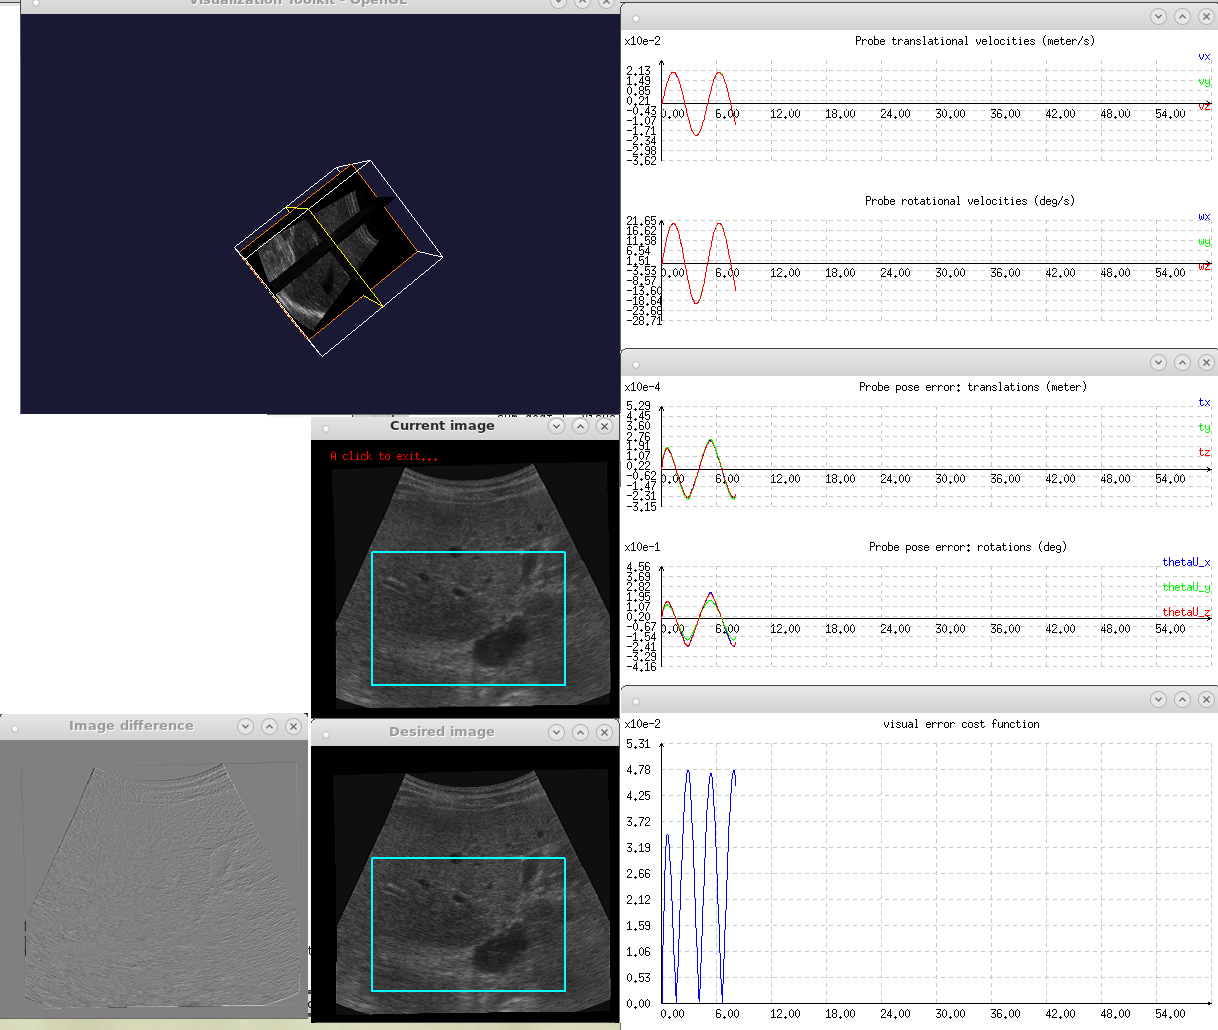 Visualization Toolkit - OpenGL
x10e-2
Probe translational velocities (meter/s)
vx
vy
vz
2.13
1.49
0.85
0.21
-0.43
-1.07
-1.71
-2.34
-2.98
-3.62
0.00 6.00 12.00 18.00 24.00 30.00 36.00 42.00 48.00 54.00
Probe rotational velocities (deg/s)
wx
wy
wz
21.65
16.62
11.58
6.54
1.51
-3.53
-8.57
-13.60
-18.64
-23.68
-28.71
0.00 6.00 12.00 18.00 24.00 30.00 36.00 42.00 48.00 54.00
x10e-4
Probe pose error: translations (meter)
tx
ty
tz
5.29
4.45
3.60
2.76
1.91
1.07
0.22
-0.62
-1.47
-2.31
-3.15
0.00 6.00 12.00 18.00 24.00 30.00 36.00 42.00 48.00 54.00
x10e-1
Probe pose error: rotations (deg)
thetaU_x
thetaU_y
thetaU_z
4.56
3.69
2.82
1.95
1.07
0.20
-0.67
-1.54
-2.41
-3.29
-4.16
0.00 6.00 12.00 18.00 24.00 30.00 36.00 42.00 48.00 54.00
Current image
A click to exit...
Image difference
Desired image
x10e-2
visual error cost function
5.31
4.78
4.25
3.72
3.19
2.66
2.12
1.59
1.06
0.53
0.00
0.00 6.00 12.00 18.00 24.00 30.00 36.00 42.00 48.00 54.00